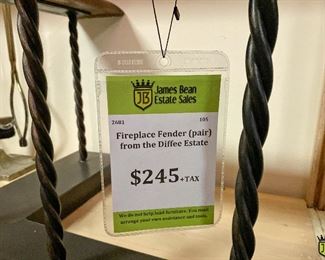 James Bean
Estate Sales
JB
2681 105
Fireplace Fender (pair)
from the Diffee Estate
$245+TAX
We do not help load furniture. You must
arrange your own assistance and tools.